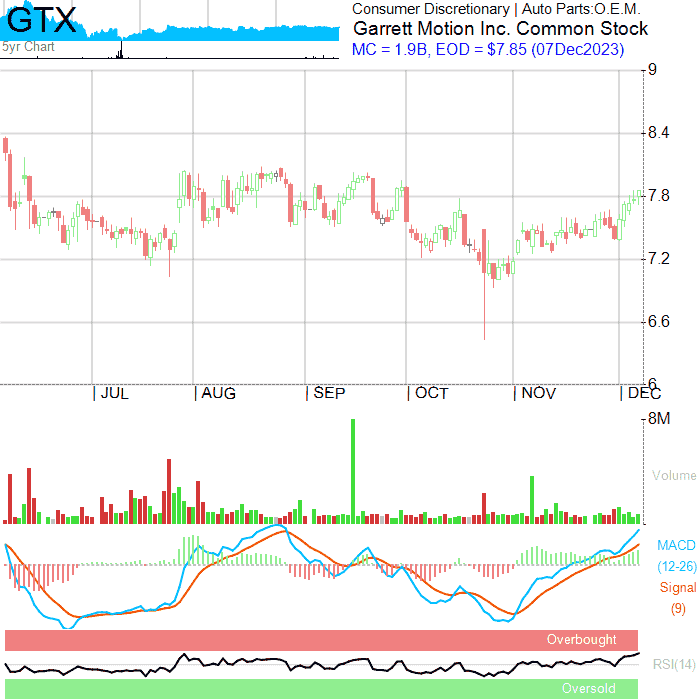 GTX
5yr Chart
Consumer Discretionary | Auto Parts:O.E.M.
Garrett Motion Inc. Common Stock
MC = 1.9B, EOD = $7.85 (07Dec2023)
9
8.4
7.8
7.2
6.6
6
JUL AUG SEP OCT NOV DEC
8M
Volume
MACD
(12-26)
Signal
(9)
Overbought
RSI(14)
Oversold